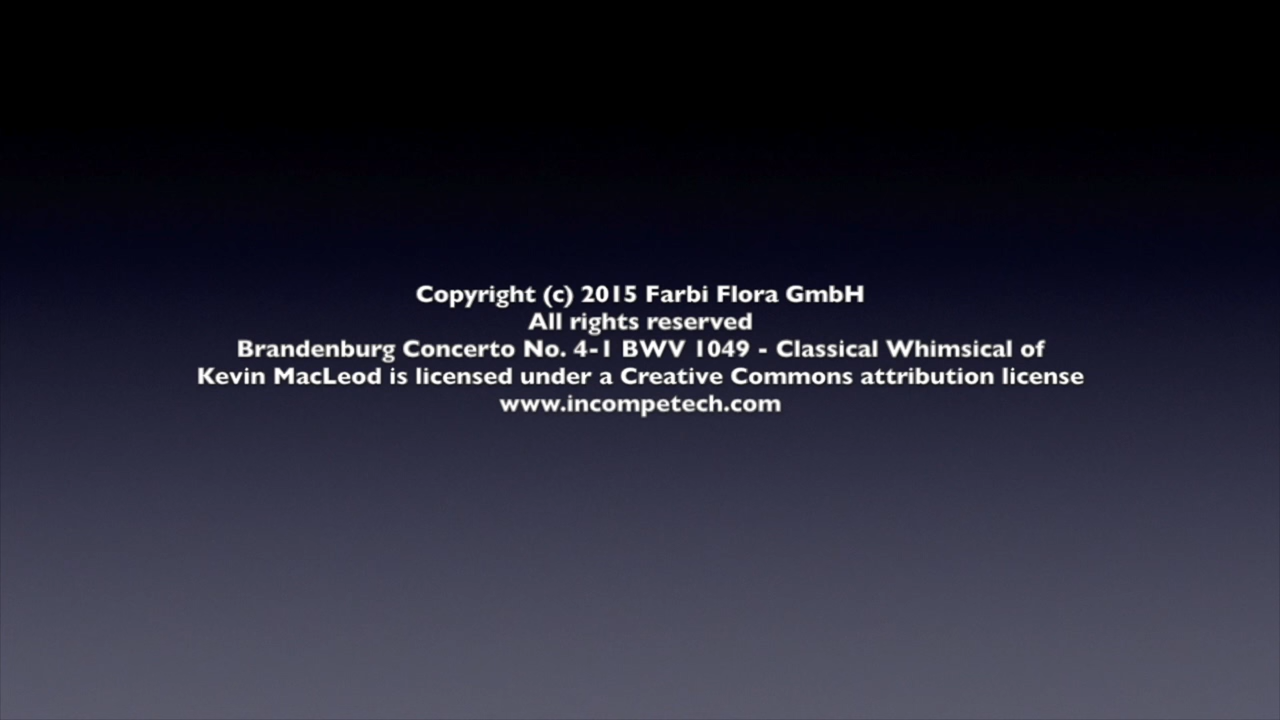 Copyright (c) 2015 Farbi Flora GmbH
All rights reserved
Brandenburg Concerto No. 4-1 BWV 1049 - Classical Whimsical of
Kevin MacLeod is licensed under a Creative Commons attribution license
www.incompetech.com